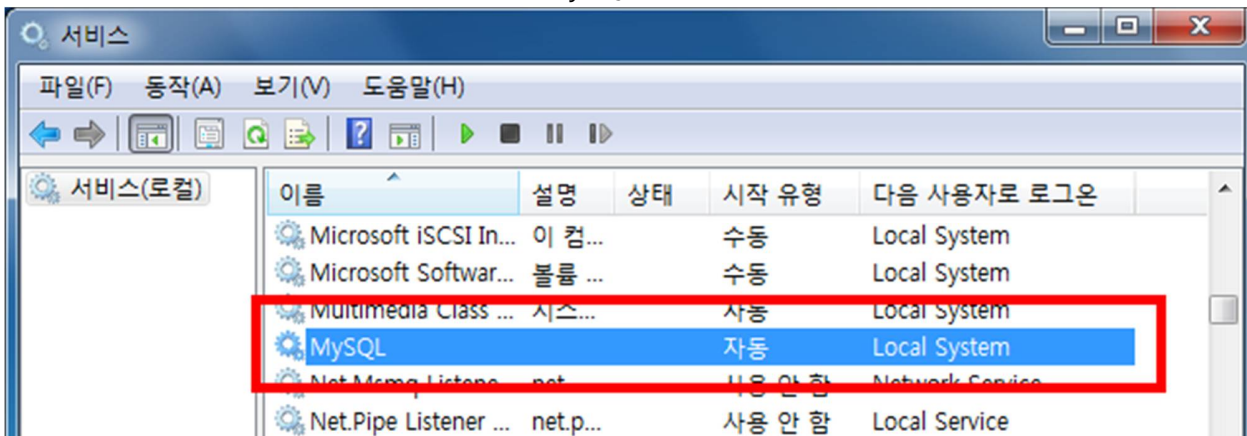 서비스
파일(F) 동작(A) 보기(V) 도움말(H)
서비스(로컬)
이름 설명 상태 시작 유형 다음 사용자로 로그온
Microsoft iSCSI In... 이 컴... 수동 Local System
Microsoft Softwar... 볼륨 ... 수동 Local System
Multimedia Class ... 시스... 자동 Local System
MySQL 자동 Local System
Net.Msmq Listene... net.... 사용 안 함 Network Service
Net.Pipe Listener ... net.p... 사용 안 함 Local Service